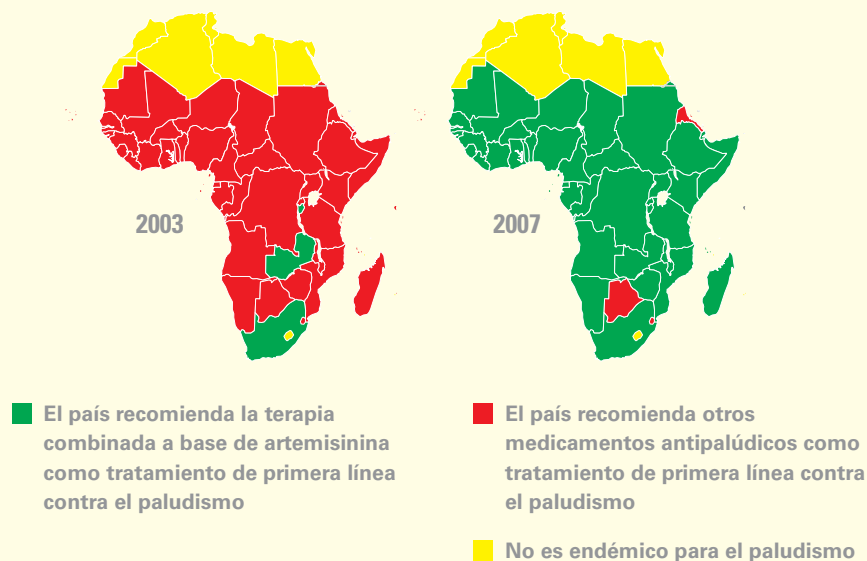 2003
2007
El país recomienda la terapia
combinada a base de artemisinina
como tratamiento de primera línea
contra el paludismo
El país recomienda otros
medicamentos antipalúdicos como
tratamiento de primera línea contra
el paludismo
No es endémico para el paludismo